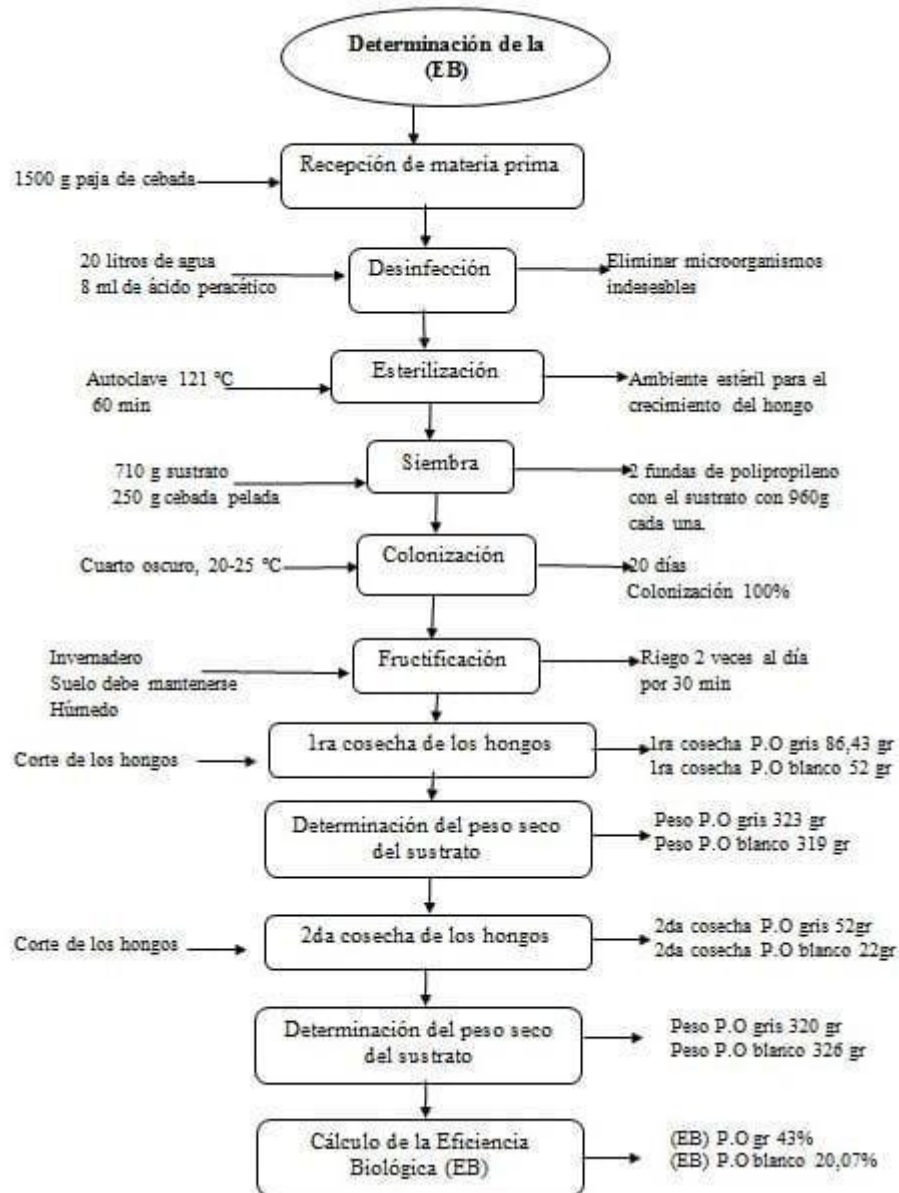 Determinación de la
(EB)
1500 g paja de cebada
Recepción de materia prima
20 litros de agua
8 ml de ácido peracético
Desinfección
Eliminar microorganismos
indeseables
Autoclave 121 ºC
60 min
Esterilización
Ambiente estéril para el
crecimiento del hongo
710 g sustrato
250 g cebada pelada
Siembra
2 fundas de polipropileno
con el sustrato con 960g
cada una.
Cuarto oscuro, 20-25 ºC
Colonización
20 días
Colonización 100%
Invernadero
Suelo debe mantenerse
Húmedo
Fructificación
Riego 2 veces al día
por 30 min
Corte de los hongos
1ra cosecha de los hongos
1ra cosecha P.O gris 86,43 gr
1ra cosecha P.O blanco 52 gr
Determinación del peso seco
del sustrato
Peso P.O gris 323 gr
Peso P.O blanco 319 gr
Corte de los hongos
2da cosecha de los hongos
2da cosecha P.O gris 52gr
2da cosecha P.O blanco 22gr
Determinación del peso seco
del sustrato
Peso P.O gris 320 gr
Peso P.O blanco 326 gr
Cálculo de la Eficiencia
Biológica (EB)
(EB) P.O gr 43%
(EB) P.O blanco 20,07%